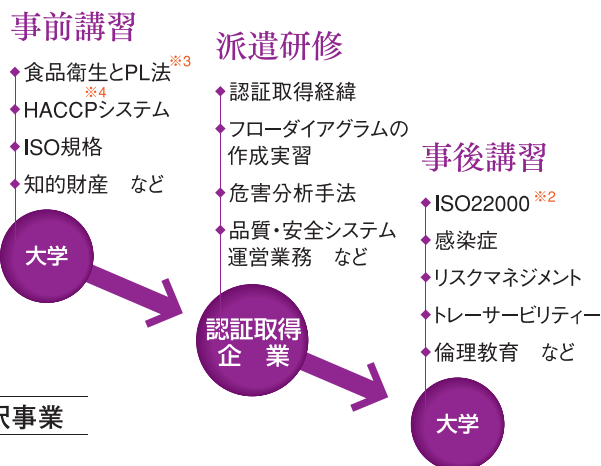 事前講習
◆食品衛生とPL法※3
◆HACCPシステム※4
◆ISO規格
◆知的財産　など
大学
派遣研修
◆認証取得経緯
◆フローダイアグラムの
作成実習
◆危害分析手法
◆品質・安全システム
運営業務　など
認証取得
企　業
事後講習
◆ISO22000※2
◆感染症
◆リスクマネジメント
◆トレーサービリティー
◆倫理教育　など
大学
択事業